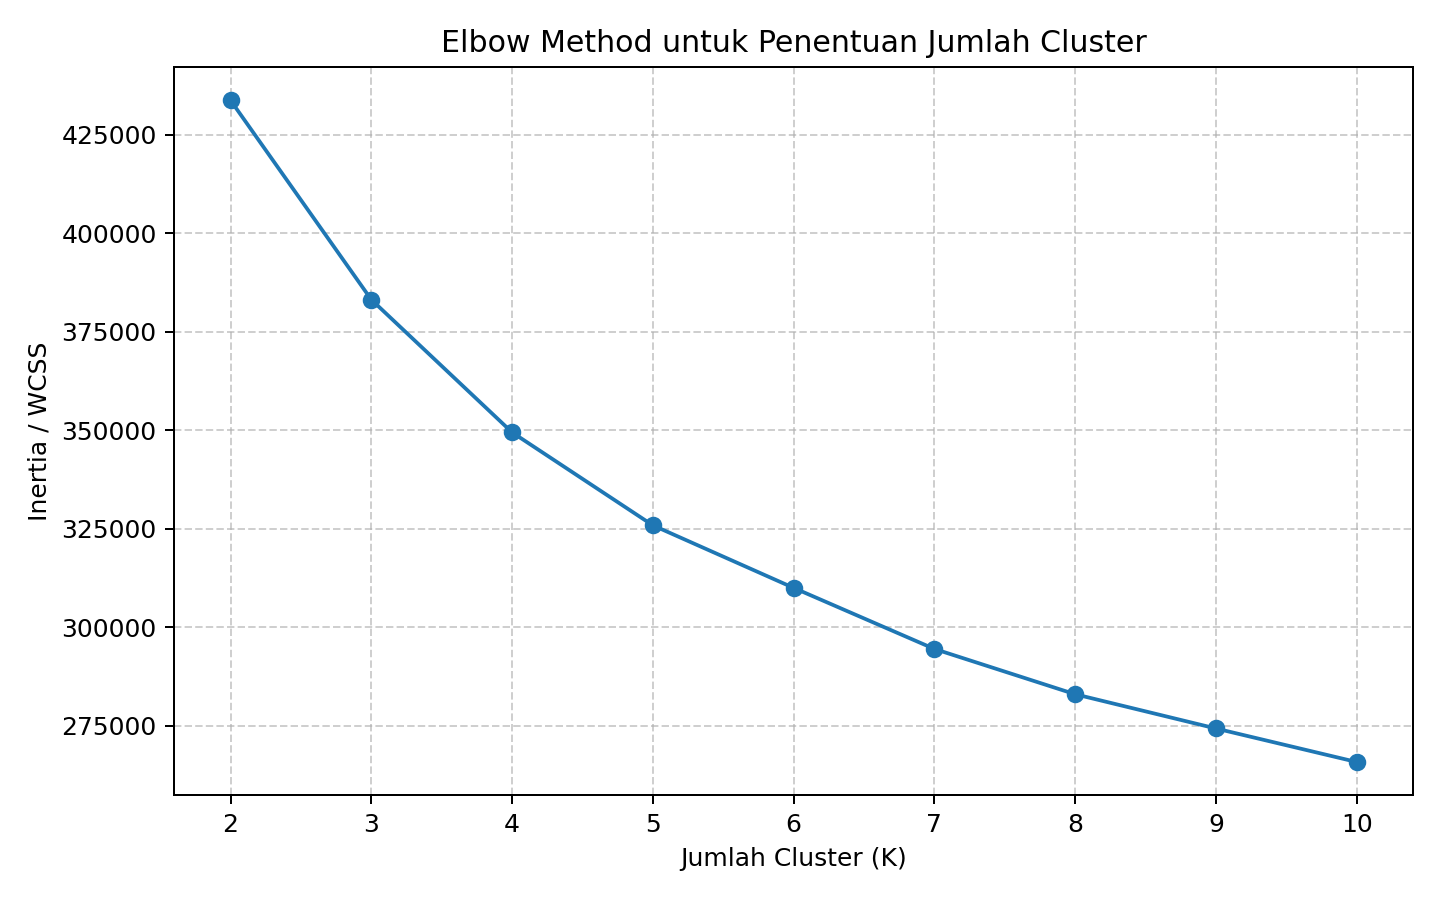 Elbow Method untuk Penentuan Jumlah Cluster
Inertia / WCSS
425000
400000
375000
350000
325000
300000
275000
2 3 4 5 6 7 8 9 10
Jumlah Cluster (K)